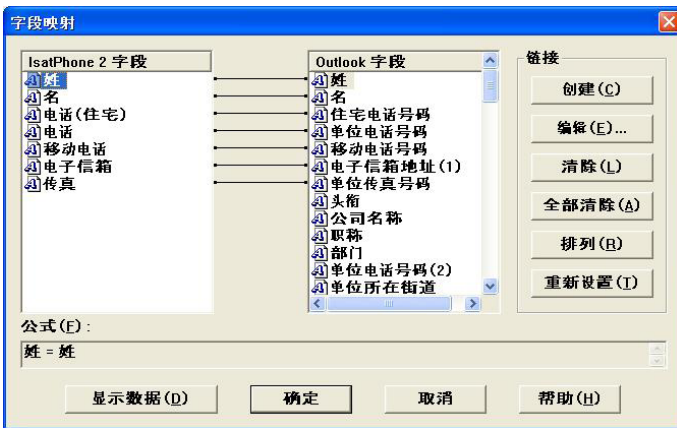 字段映射
IsatPhone 2 字段
姓
名
电话(住宅)
电话
移动电话
电子信箱
传真
Outlook 字段
姓
名
住宅电话号码
单位电话号码
移动电话号码
电子信箱地址(1)
单位传真号码
头衔
公司名称
职称
部门
单位电话号码(2)
单位所在街道
链接
创建(C)
编辑(E)...
清除(L)
全部清除(A)
排列(R)
重新设置(T)
公式(F):
姓 = 姓
显示数据(D)
确定
取消
帮助(H)